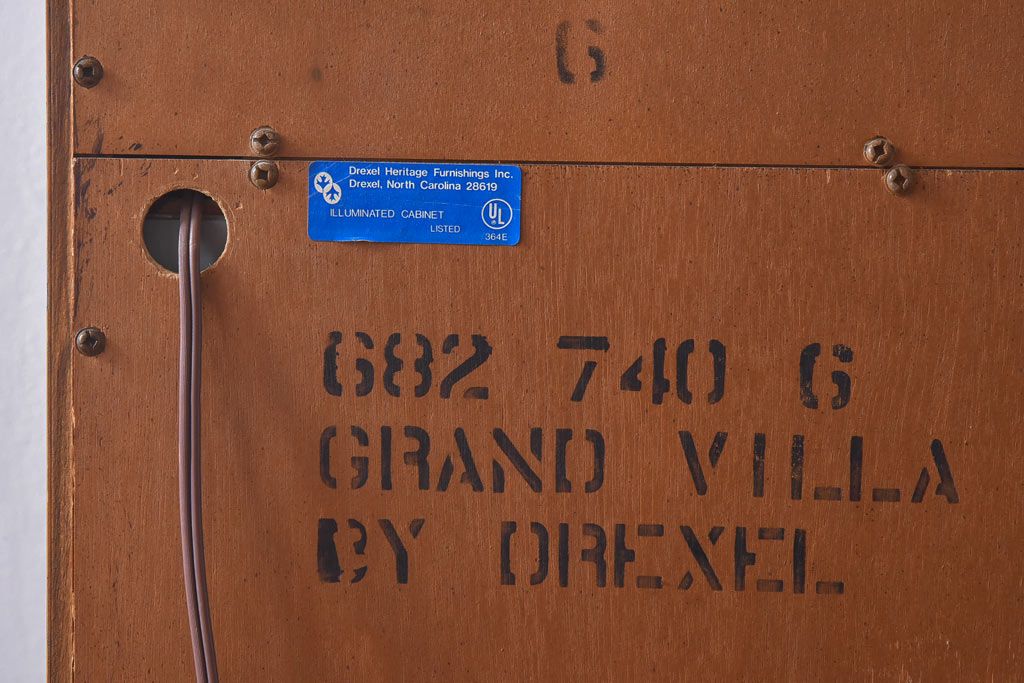 6
Drexel Heritage Furnishings Inc.
Drexel, North Carolina 28619
ILLUMINATED CABINET
UL
®
LISTED
364E
682 740 6
GRAND VILLA
BY DREXEL